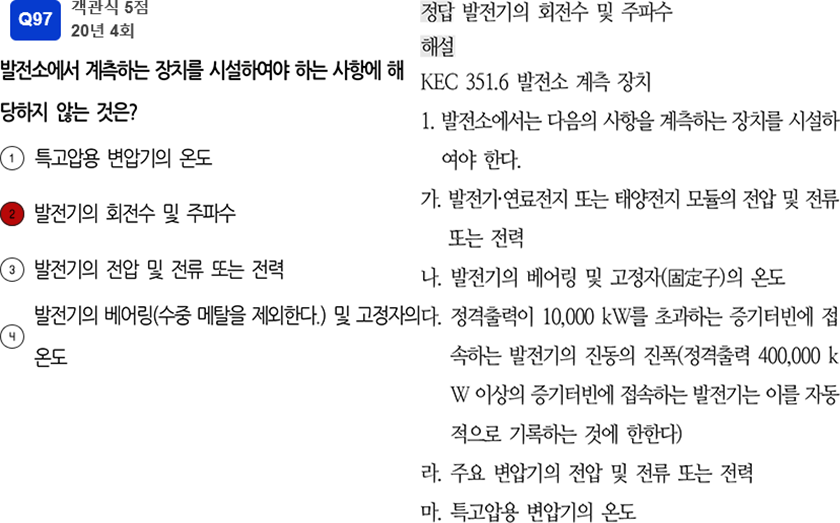 Q97
객관식 5점
20년 4회
발전소에서 계측하는 장치를 시설하여야 하는 사항에 해
당하지 않는 것은?
1 특고압용 변압기의 온도
2 발전기의 회전수 및 주파수
3 발전기의 전압 및 전류 또는 전력
4 발전기의 베어링(수중 메탈을 제외한다.) 및 고정자의
온도
정답 발전기의 회전수 및 주파수
해설
KEC 351.6 발전소 계측 장치
1. 발전소에서는 다음의 사항을 계측하는 장치를 시설하
여야 한다.
가. 발전기·연료전지 또는 태양전지 모듈의 전압 및 전류
또는 전력
나. 발전기의 베어링 및 고정자(固定子)의 온도
다. 정격출력이 10,000 kW를 초과하는 증기터빈에 접
속하는 발전기의 진동의 진폭(정격출력 400,000 k
W 이상의 증기터빈에 접속하는 발전기는 이를 자동
적으로 기록하는 것에 한한다)
라. 주요 변압기의 전압 및 전류 또는 전력
마. 특고압용 변압기의 온도